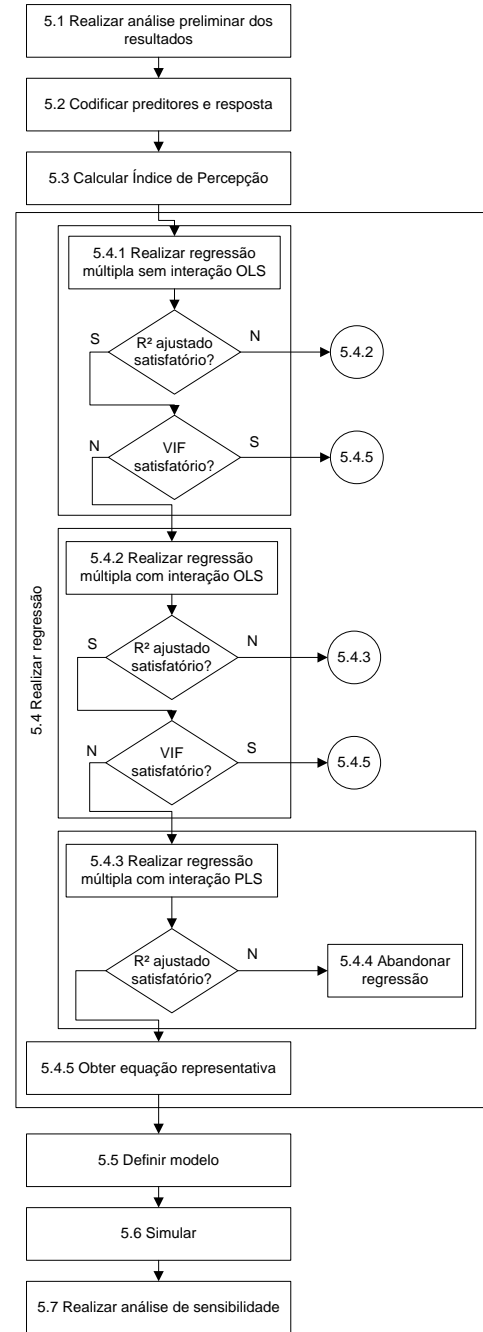 5.1 Realizar análise preliminar dos
resultados
5.2 Codificar preditores e resposta
5.3 Calcular Índice de Percepção
5.4 Realizar regressão
5.4.1 Realizar regressão
múltipla sem interação OLS
S
R² ajustado
satisfatório?
N
5.4.2
N
VIF
satisfatório?
S
5.4.5
5.4.2 Realizar regressão
múltipla com interação OLS
S
R² ajustado
satisfatório?
N
5.4.3
N
VIF
satisfatório?
S
5.4.5
5.4.3 Realizar regressão
múltipla com interação PLS
R² ajustado
satisfatório?
N
5.4.4 Abandonar
regressão
5.4.5 Obter equação representativa
5.5 Definir modelo
5.6 Simular
5.7 Realizar análise de sensibilidade